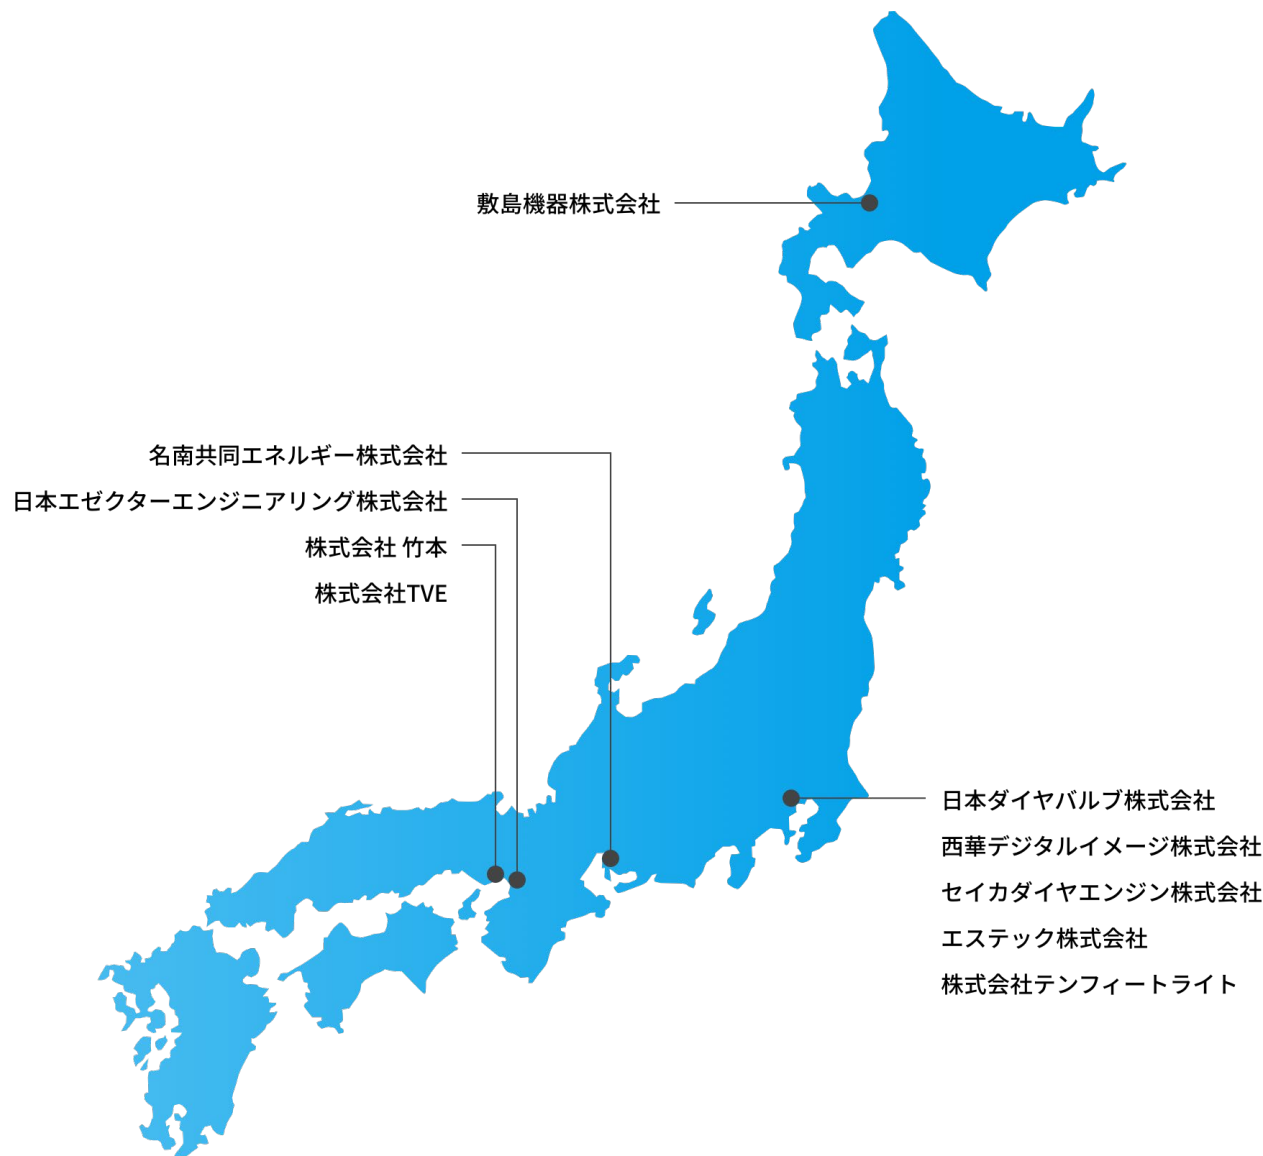 敷島機器株式会社
名南共同エネルギー株式会社
日本エゼクターエンジニアリング株式会社
株式会社 竹本
株式会社TVE
日本ダイヤバルブ株式会社
西華デジタルイメージ株式会社
セイカダイヤエンジン株式会社
エステック株式会社
株式会社テンフィートライト